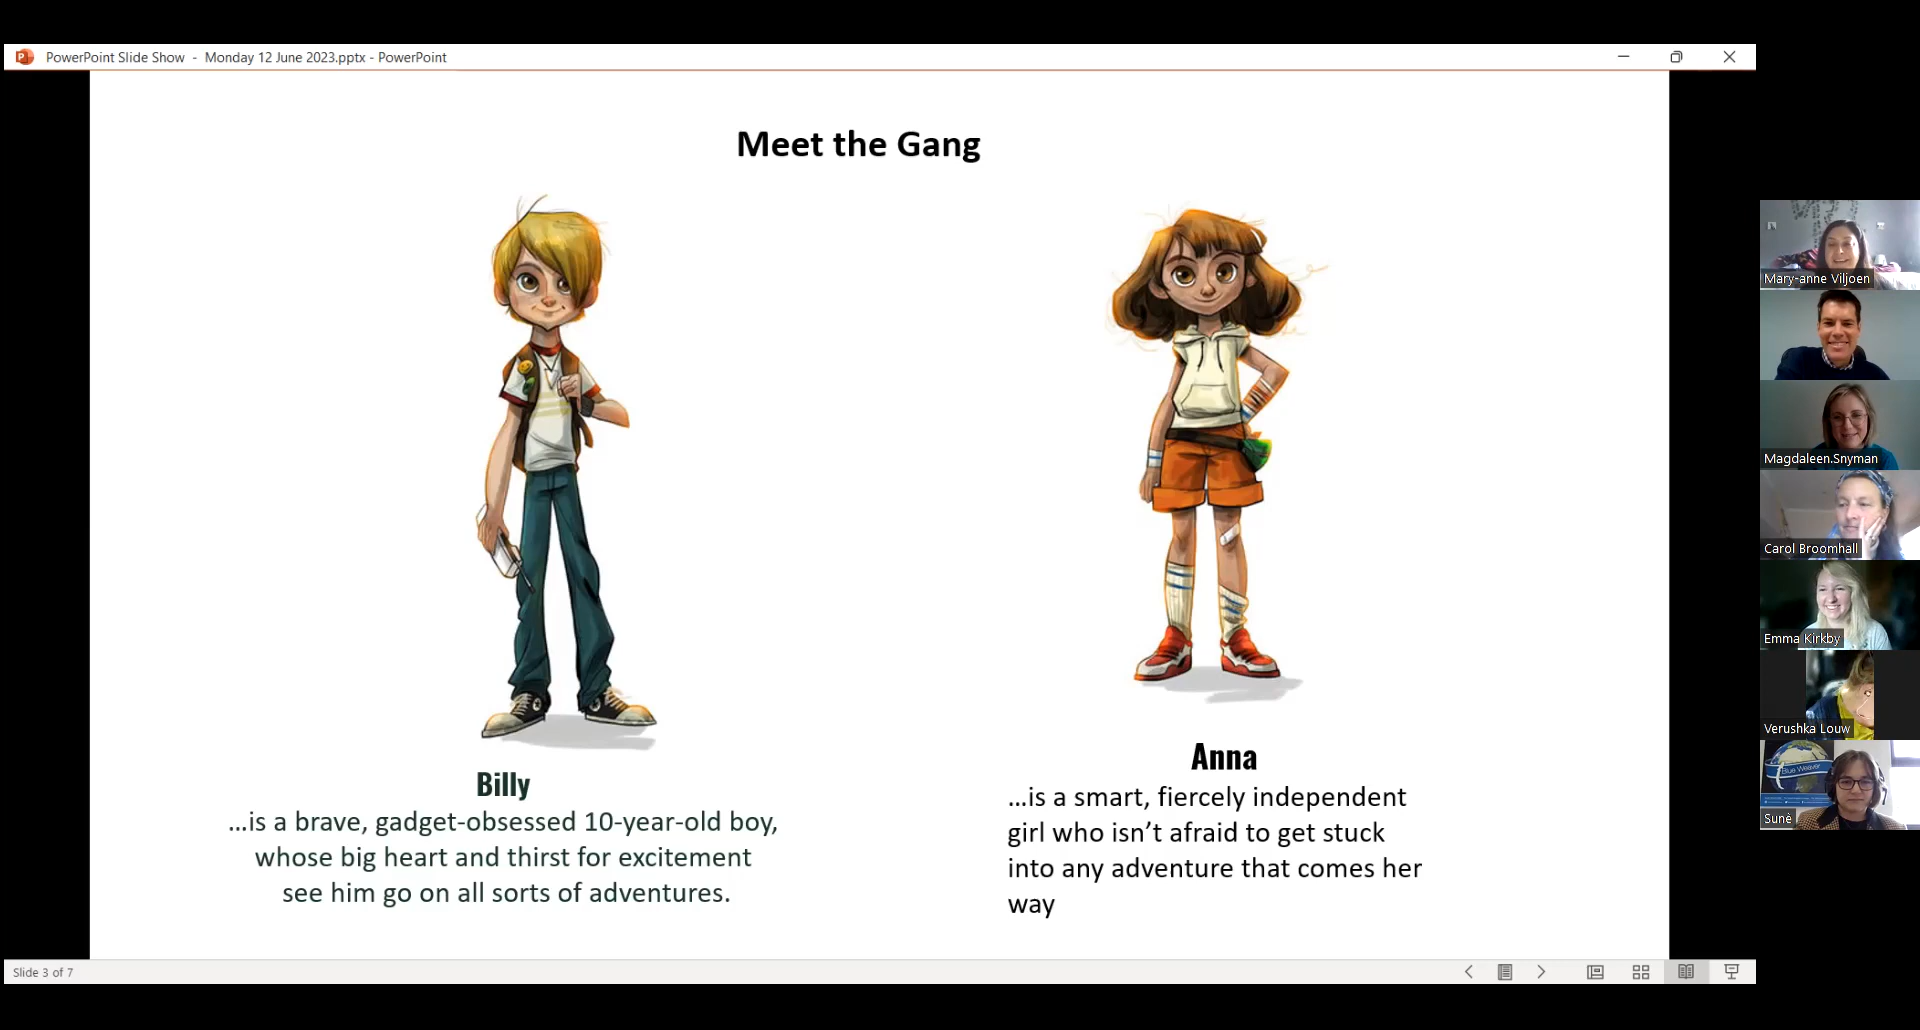 PowerPoint Slide Show - Monday 12 June 2023.pptx - PowerPoint
Meet the Gang
Billy
...is a brave, gadget-obsessed 10-year-old boy,
whose big heart and thirst for excitement
see him go on all sorts of adventures.
Anna
...is a smart, fiercely independent
girl who isn't afraid to get stuck
into any adventure that comes her
way
Mary-anne Viljoen
Magdaleen.Snyman
Carol Broomhall
Emma Kirkby
Verushka Louw
Blue Weaver
Suné
Slide 3 of 7